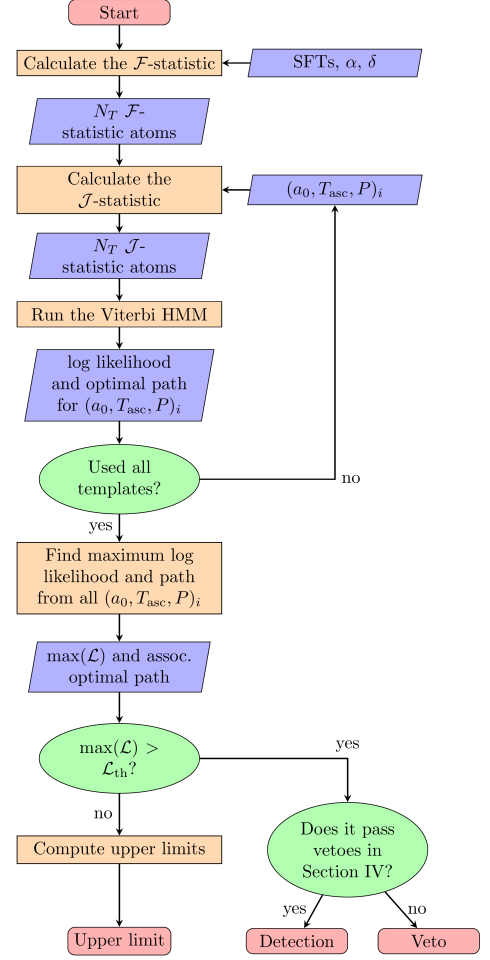 Start
Calculate the ℱ-statistic
SFTs, α, δ
N_T ℱ-
statistic atoms
Calculate the
𝒥-statistic
(a₀, T_asc, P)_i
N_T 𝒥-
statistic atoms
Run the Viterbi HMM
log likelihood
and optimal path
for (a₀, T_asc, P)_i
Used all
templates?
no
yes
Find maximum log
likelihood and path
from all (a₀, T_asc, P)_i
max(ℒ) and assoc.
optimal path
max(ℒ) >
ℒ_th?
yes
no
Does it pass
vetoes in
Section IV?
Compute upper limits
yes
no
Upper limit
Detection
Veto